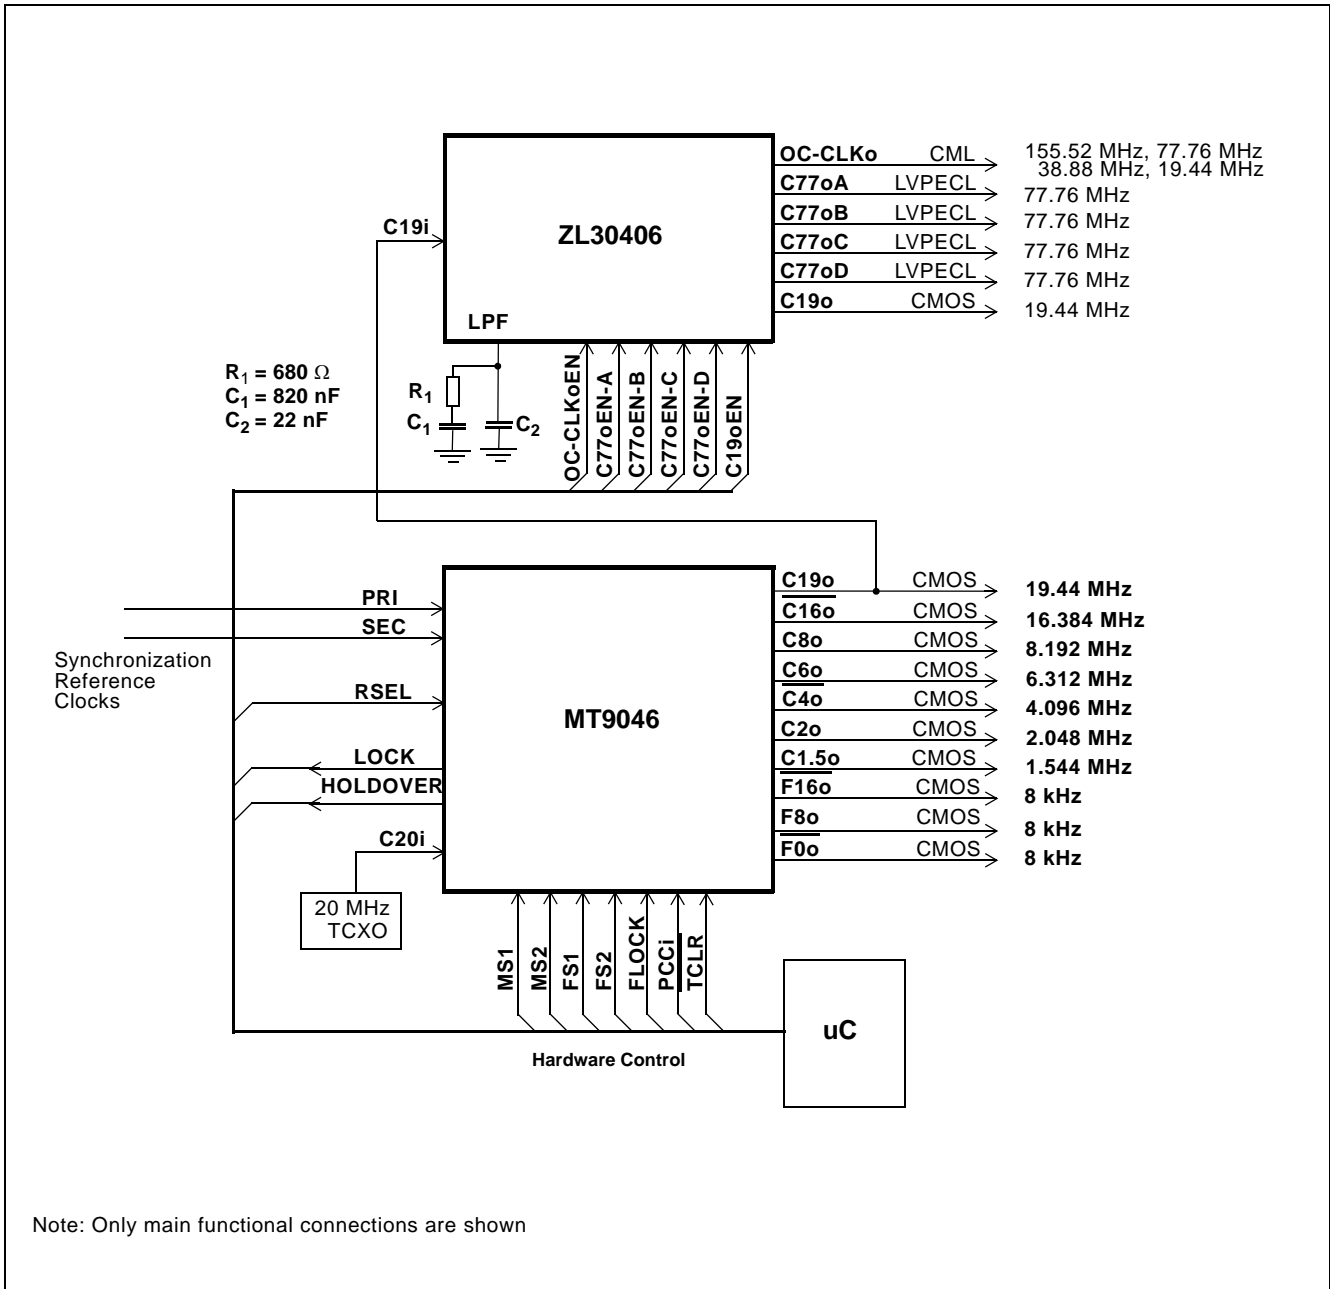 OC-CLKo CML 155.52 MHz, 77.76 MHz
38.88 MHz, 19.44 MHz
C77oA LVPECL 77.76 MHz
C77oB LVPECL 77.76 MHz
C77oC LVPECL 77.76 MHz
C77oD LVPECL 77.76 MHz
C19o CMOS 19.44 MHz
C19i
ZL30406
LPF
R1 = 680 Ω
C1 = 820 nF
C2 = 22 nF
R1
C1
C2
OC-CLKoEN
C77oEN-A
C77oEN-B
C77oEN-C
C77oEN-D
C19oEN
PRI
SEC
Synchronization
Reference
Clocks
RSEL
LOCK
HOLDOVER
C20i
20 MHz
TCXO
MT9046
C19o CMOS 19.44 MHz
C16o CMOS 16.384 MHz
C8o CMOS 8.192 MHz
C6o CMOS 6.312 MHz
C4o CMOS 4.096 MHz
C2o CMOS 2.048 MHz
C1.5o CMOS 1.544 MHz
F16o CMOS 8 kHz
F8o CMOS 8 kHz
F0o CMOS 8 kHz
MS1
MS2
FS1
FS2
FLOCK
PCCi
TCLR
Hardware Control
uC
Note: Only main functional connections are shown